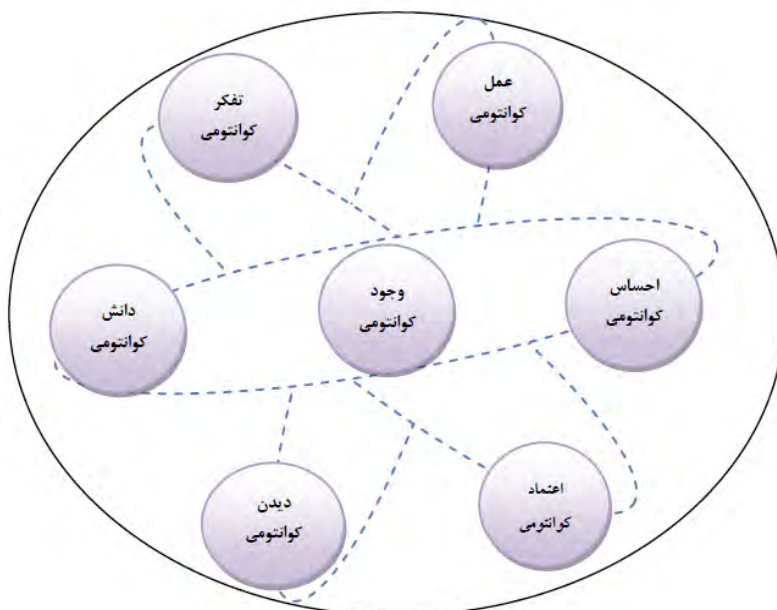 عمل
کوانتومی
تفکر
کوانتومی
احساس
کوانتومی
وجود
کوانتومی
دانش
کوانتومی
اعتماد
کوانتومی
دیدن
کوانتومی